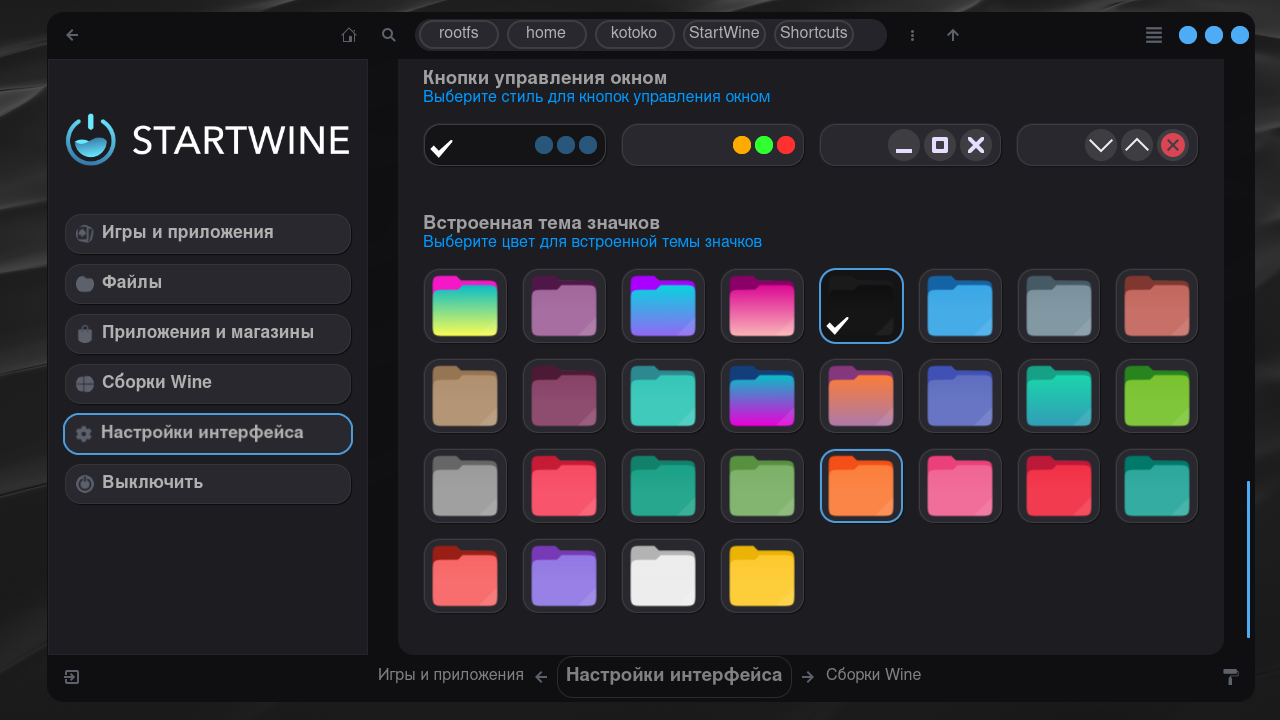 rootfs home kotoko StartWine Shortcuts
STARTWINE
Игры и приложения
Файлы
Приложения и магазины
Сборки Wine
Настройки интерфейса
Выключить
Кнопки управления окном
Выберите стиль для кнопок управления окном
Встроенная тема значков
Выберите цвет для встроенной темы значков
Игры и приложения Настройки интерфейса Сборки Wine